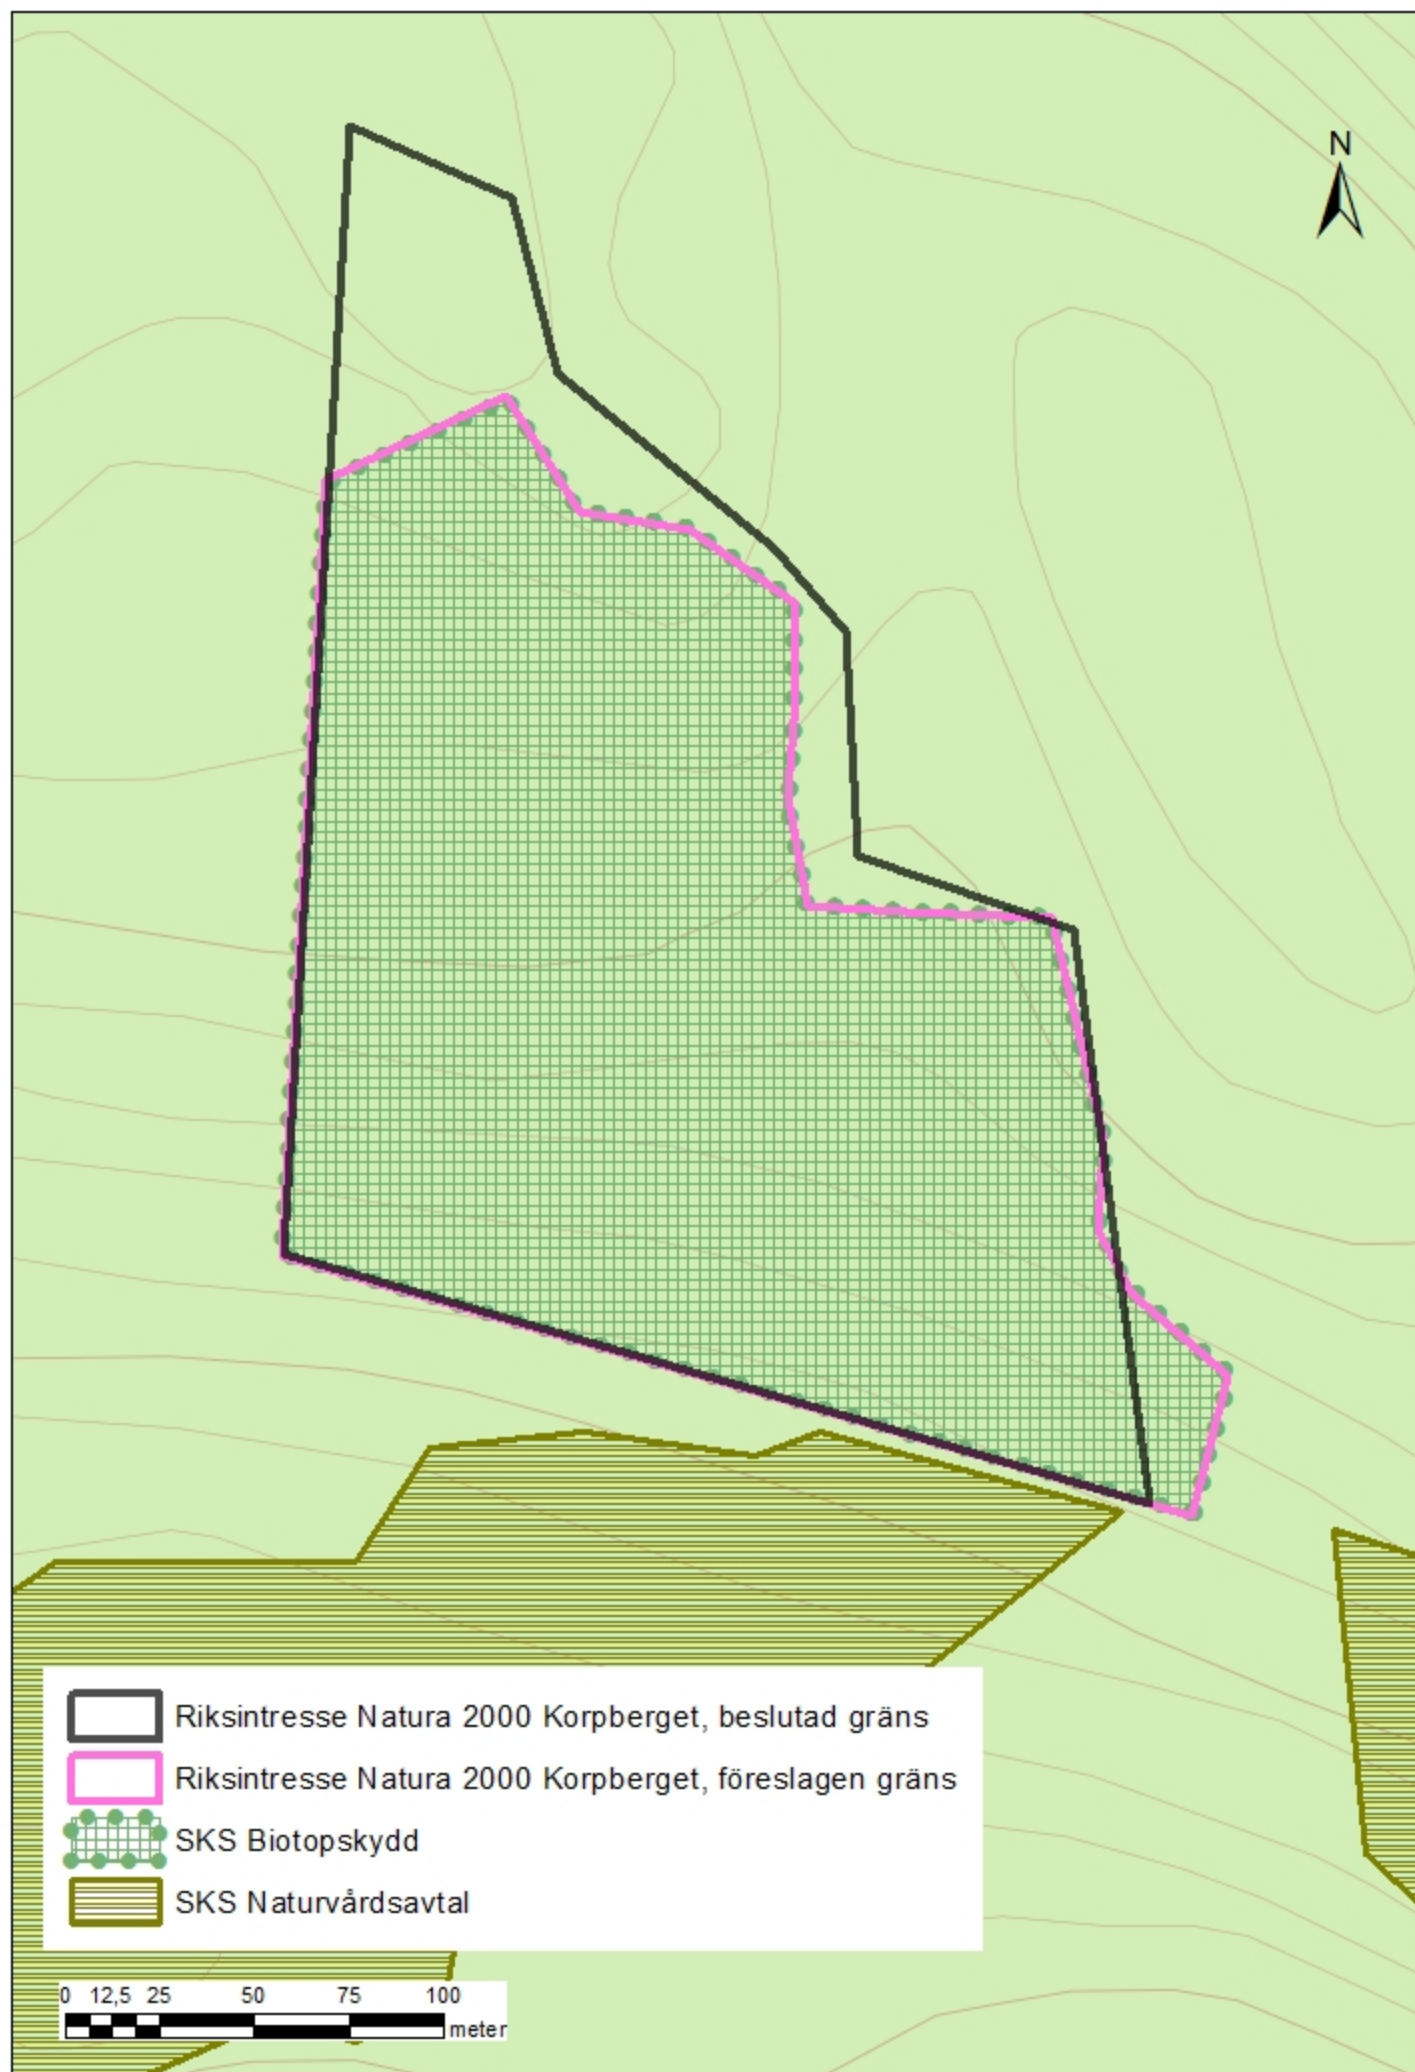 N
Riksintresse Natura 2000 Korpberget, beslutad gräns
Riksintresse Natura 2000 Korpberget, föreslagen gräns
SKS Biotopskydd
SKS Naturvårdsavtal
0 12,5 25 50 75 100
meter